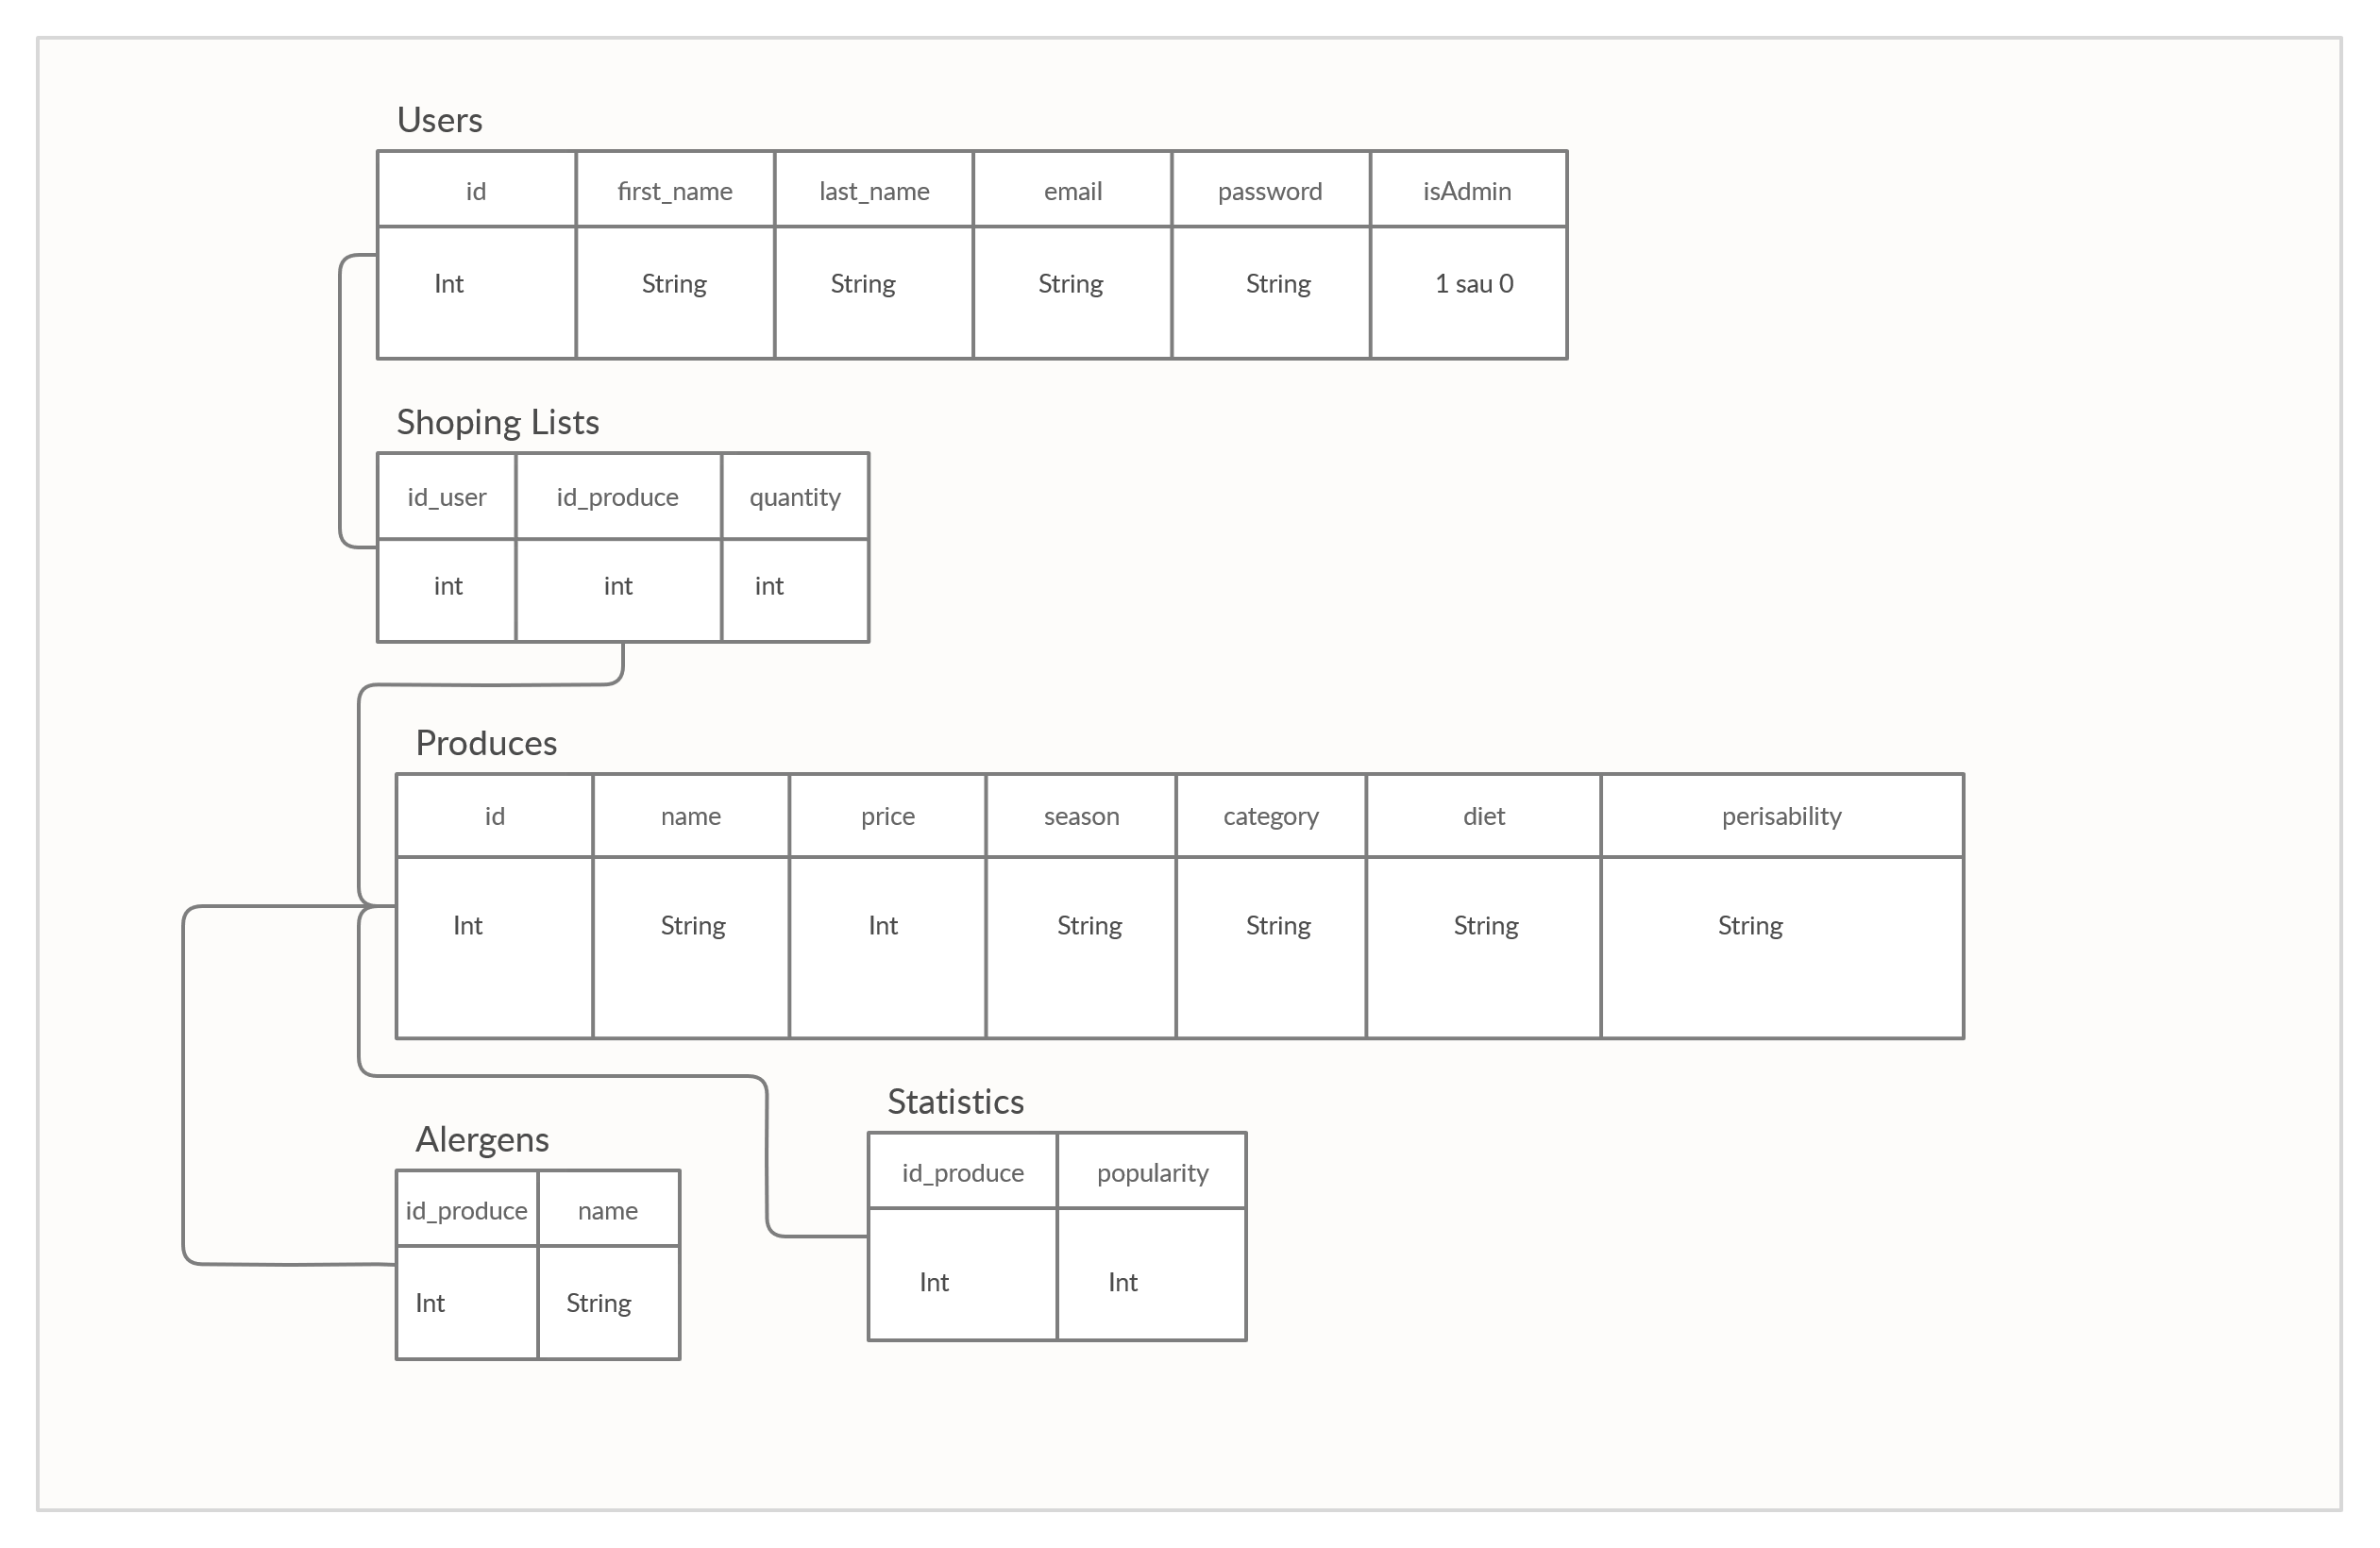 Users
id first_name last_name email password isAdmin
Int String String String String 1 sau 0
Shoping Lists
id_user id_produce quantity
int int int
Produces
id name price season category diet perisability
Int String Int String String String String
Statistics
id_produce popularity
Int Int
Alergens
id_produce name
Int String